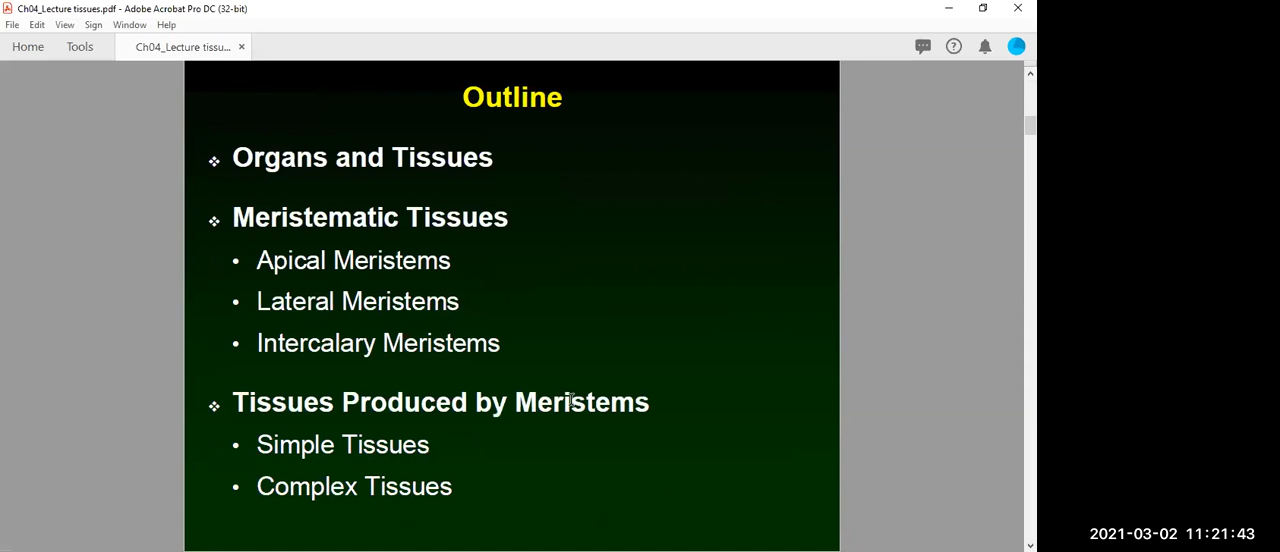 Ch04_Lecture tissues.pdf - Adobe Acrobat Pro DC (32-bit)
File Edit View Sign Window Help
Home Tools Ch04_Lecture tissu... ×
Outline
❖ Organs and Tissues
❖ Meristematic Tissues
• Apical Meristems
• Lateral Meristems
• Intercalary Meristems
❖ Tissues Produced by Meristems
• Simple Tissues
• Complex Tissues
2021-03-02 11:21:43